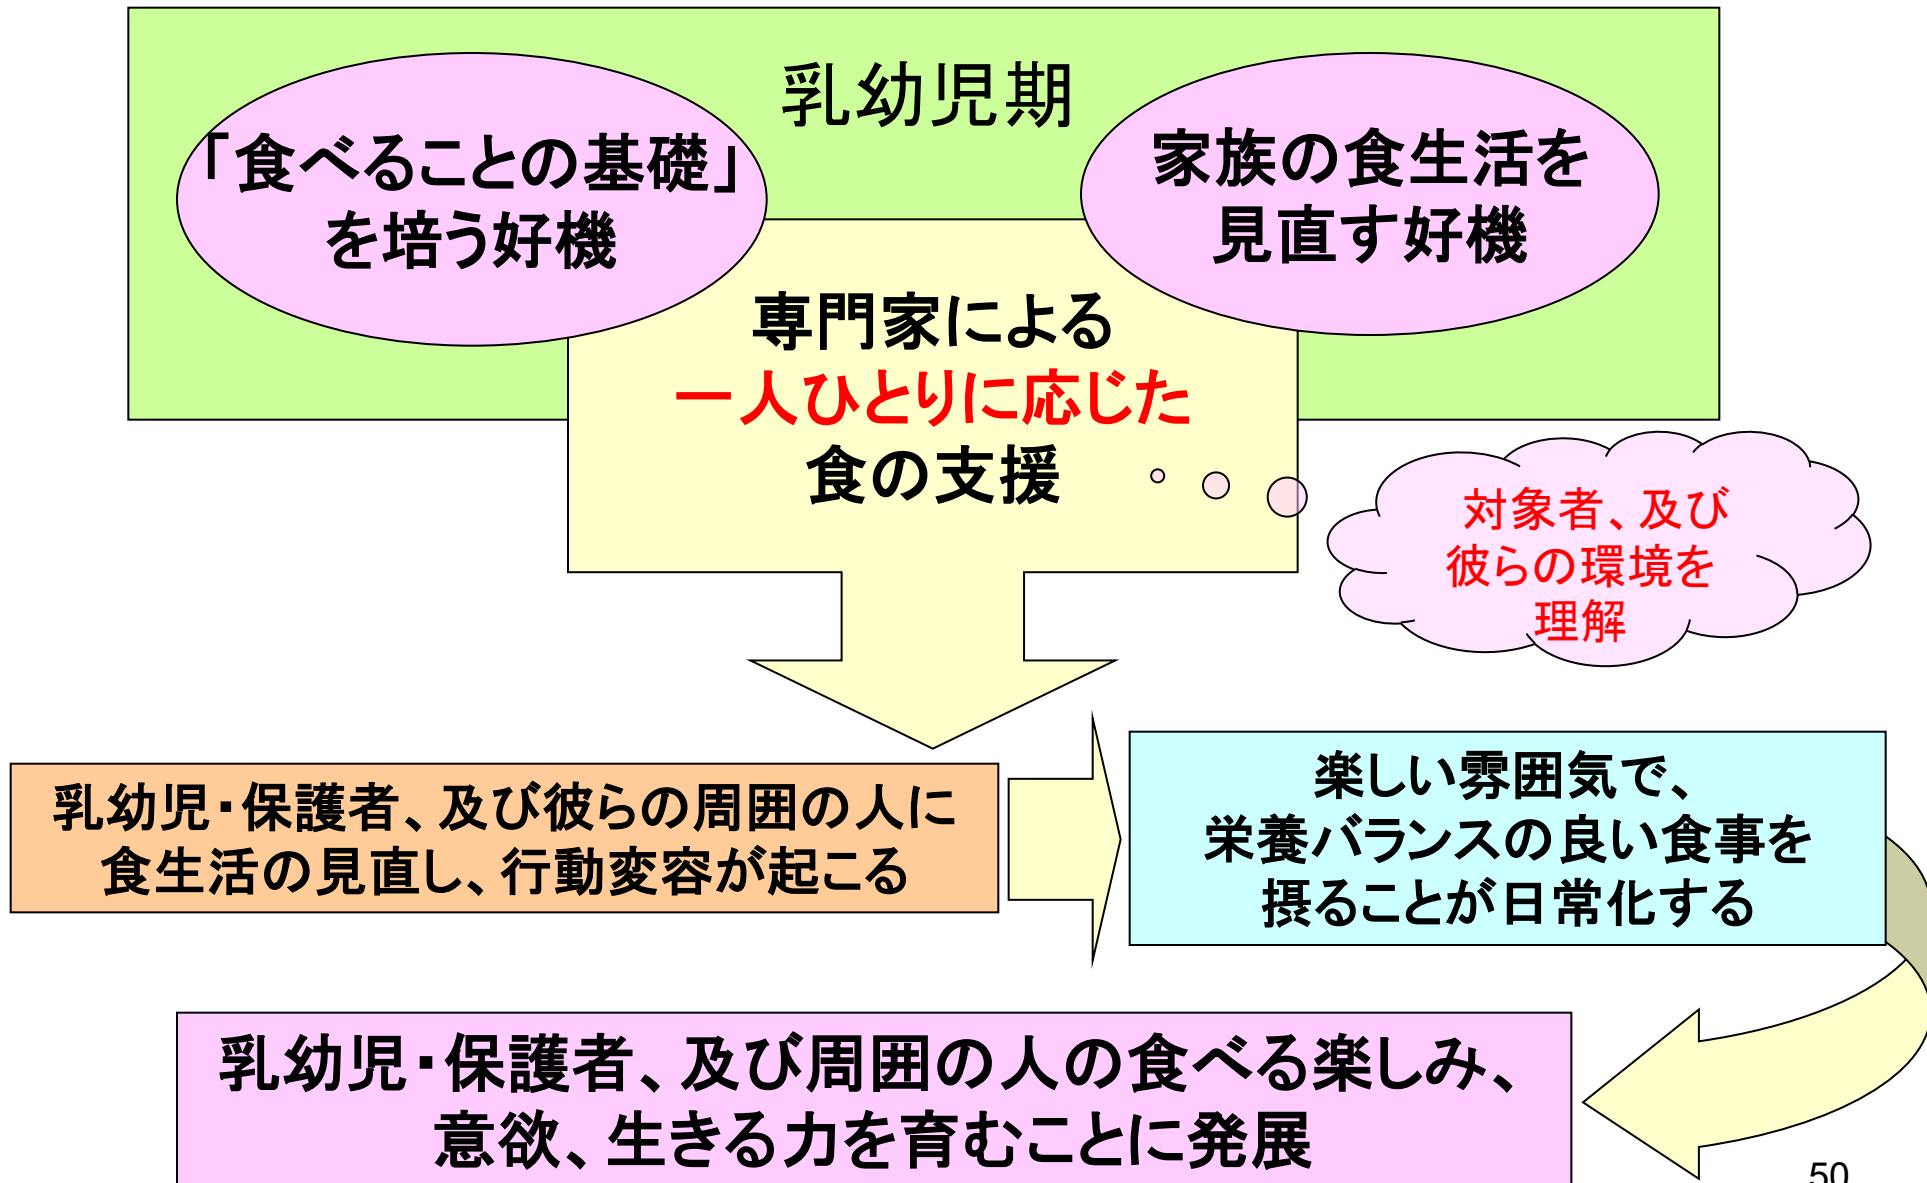 乳幼児期
「食べることの基礎」
を培う好機
家族の食生活を
見直す好機
専門家による
一人ひとりに応じた
食の支援
対象者、及び
彼らの環境を
理解
乳幼児・保護者、及び彼らの周囲の人に
食生活の見直し、行動変容が起こる
楽しい雰囲気で、
栄養バランスの良い食事を
摂ることが日常化する
乳幼児・保護者、及び周囲の人の食べる楽しみ、
意欲、生きる力を育むことに発展
50